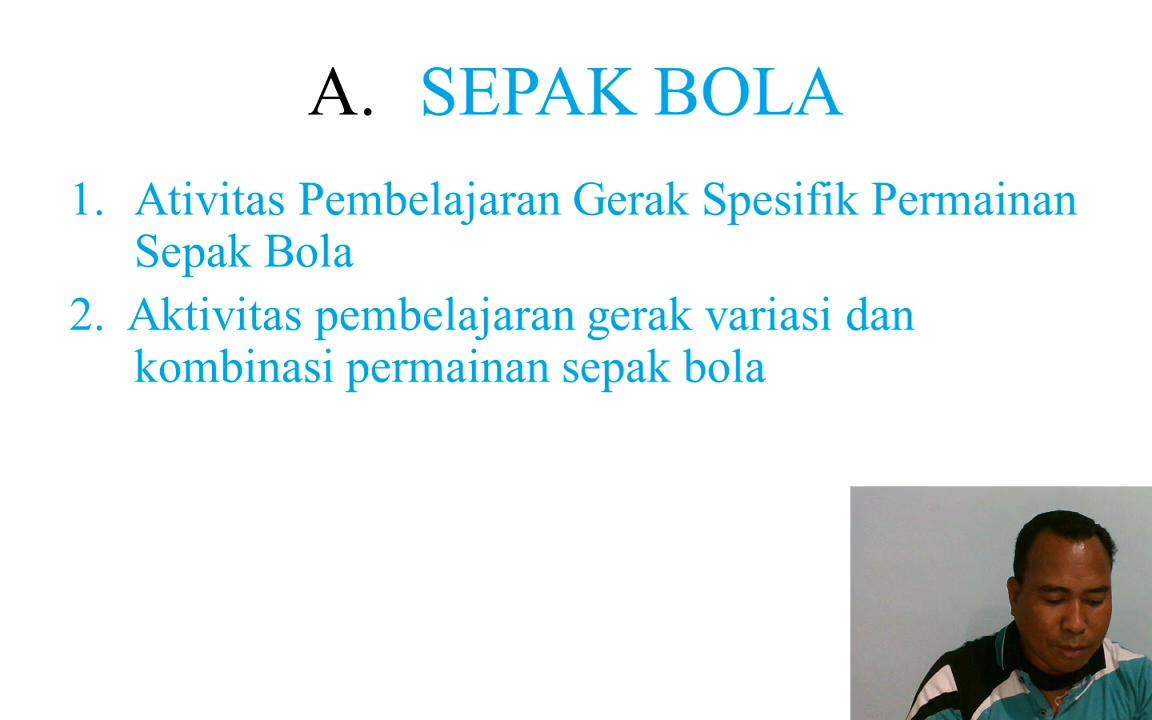 A. SEPAK BOLA
1. Ativitas Pembelajaran Gerak Spesifik Permainan
Sepak Bola
2. Aktivitas pembelajaran gerak variasi dan
kombinasi permainan sepak bola